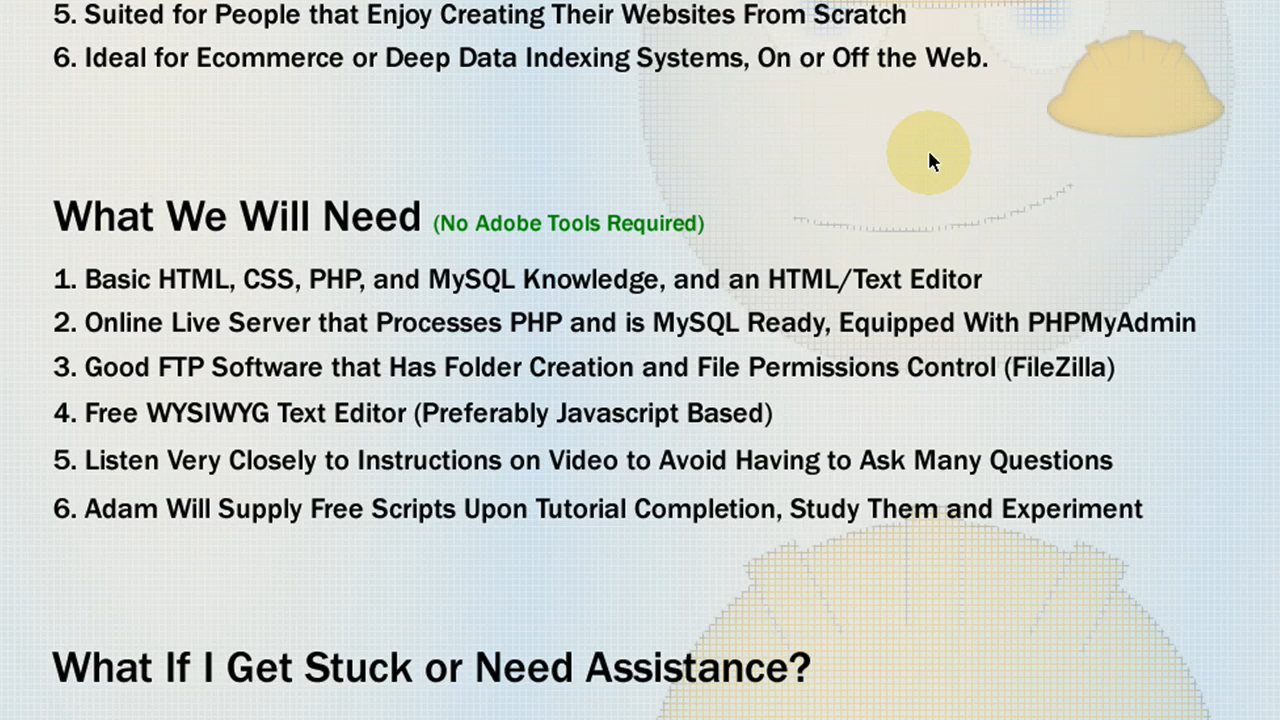 5. Suited for People that Enjoy Creating Their Websites From Scratch
6. Ideal for Ecommerce or Deep Data Indexing Systems, On or Off the Web.
What We Will Need (No Adobe Tools Required)
1. Basic HTML, CSS, PHP, and MySQL Knowledge, and an HTML/Text Editor
2. Online Live Server that Processes PHP and is MySQL Ready, Equipped With PHPMyAdmin
3. Good FTP Software that Has Folder Creation and File Permissions Control (FileZilla)
4. Free WYSIWYG Text Editor (Preferably Javascript Based)
5. Listen Very Closely to Instructions on Video to Avoid Having to Ask Many Questions
6. Adam Will Supply Free Scripts Upon Tutorial Completion, Study Them and Experiment
What If I Get Stuck or Need Assistance?